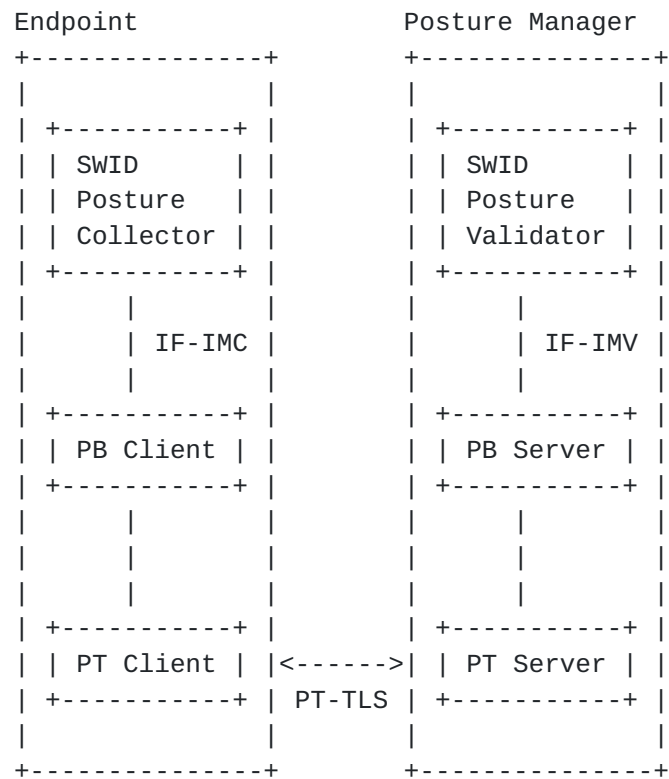 Endpoint Posture Manager
SWID SWID
Posture Posture
Collector Validator
IF-IMC IF-IMV
PB Client PB Server
PT Client <------> PT Server
PT-TLS